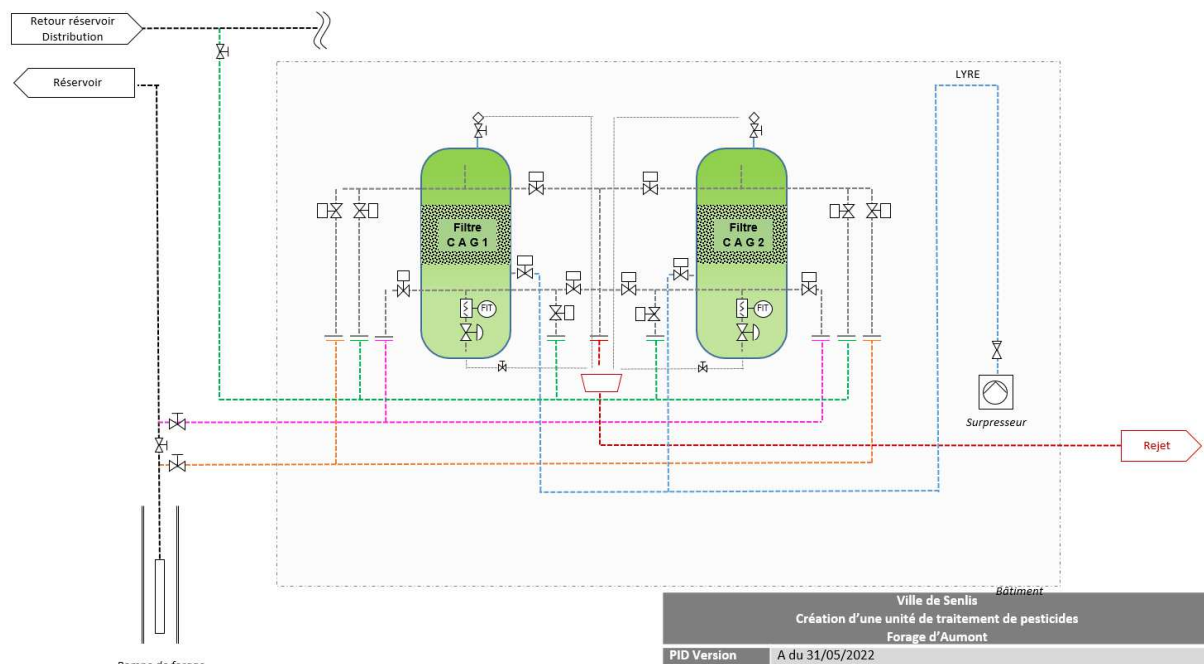 Retour réservoir
Distribution
Réservoir
LYRE
Filtre
C A G 1
Filtre
C A G 2
FIT
FIT
Surpresseur
Rejet
Bâtiment
Ville de Senlis
Création d'une unité de traitement de pesticides
Forage d'Aumont
PID Version
A du 31/05/2022
Pompe de forage